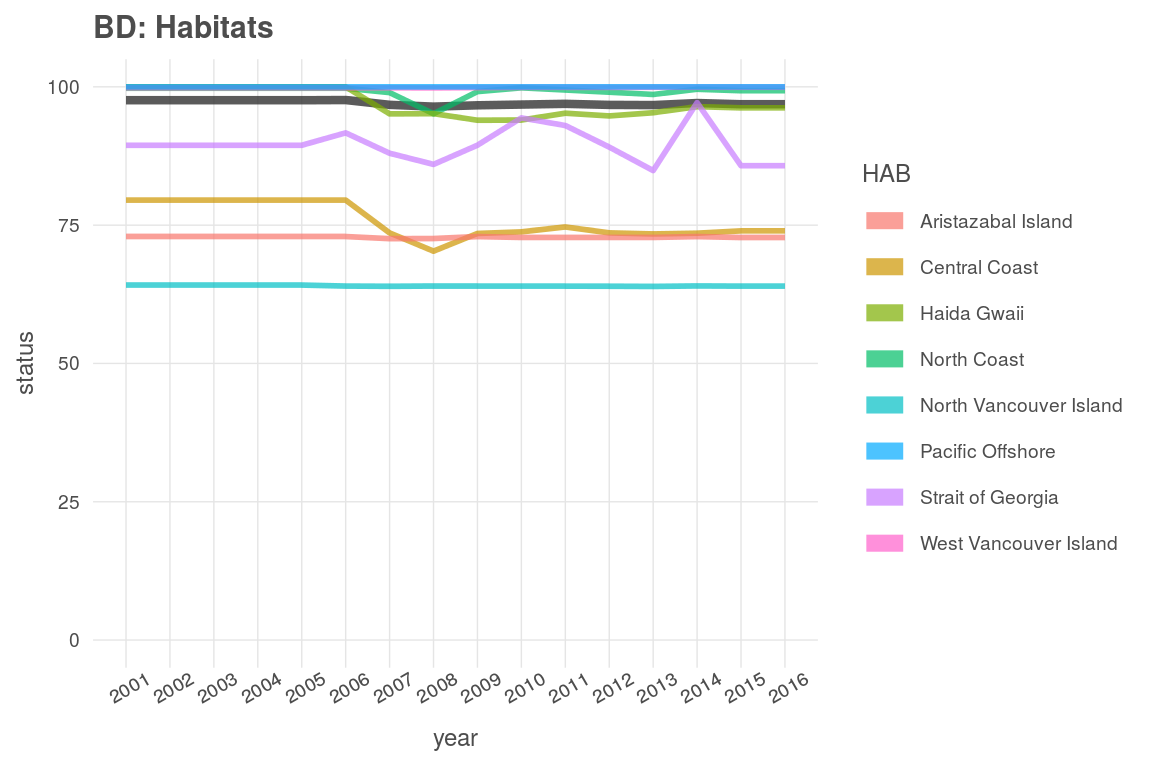 BD: Habitats
100
75
50
25
0
status
2001 2002 2003 2004 2005 2006 2007 2008 2009 2010 2011 2012 2013 2014 2015 2016
year
HAB
Aristazabal Island
Central Coast
Haida Gwaii
North Coast
North Vancouver Island
Pacific Offshore
Strait of Georgia
West Vancouver Island